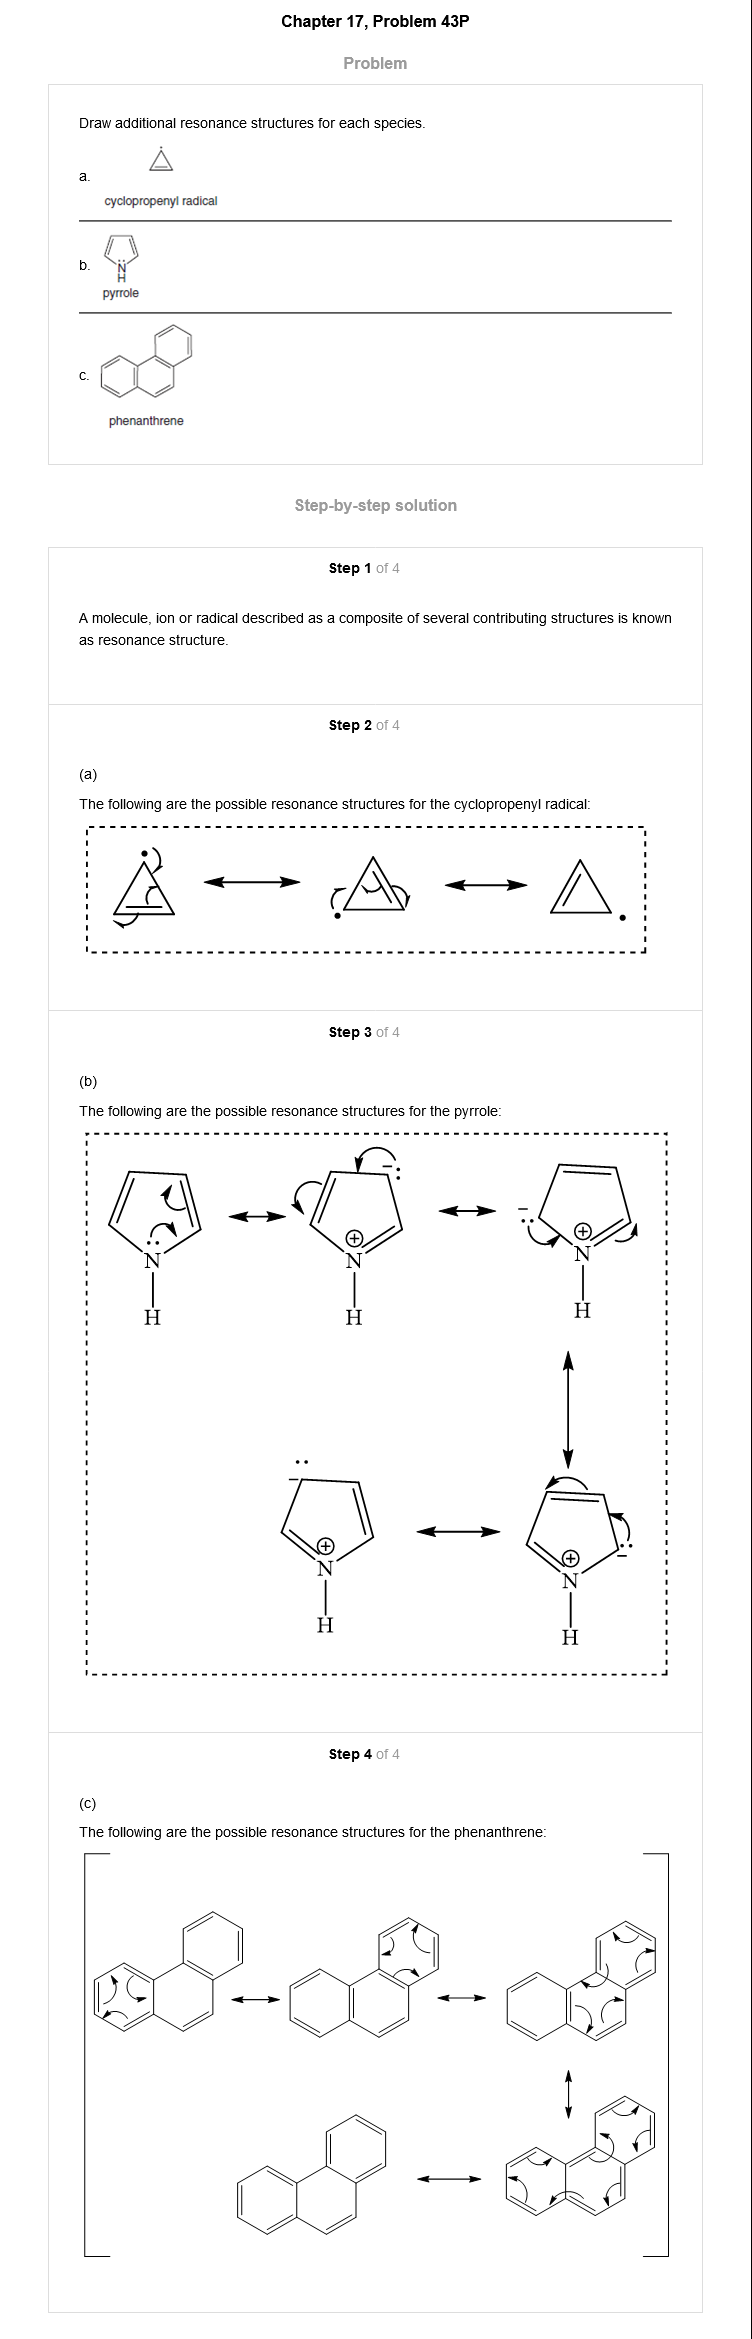 Chapter 17, Problem 43P
Problem
Draw additional resonance structures for each species.
a.
cyclopropenyl radical
b.
N
H
pyrrole
c.
phenanthrene
Step-by-step solution
Step 1 of 4
A molecule, ion or radical described as a composite of several contributing structures is known
as resonance structure.
Step 2 of 4
(a)
The following are the possible resonance structures for the cyclopropenyl radical:
Step 3 of 4
(b)
The following are the possible resonance structures for the pyrrole:
N
H
N
H
N
H
N
H
N
H
Step 4 of 4
(c)
The following are the possible resonance structures for the phenanthrene: